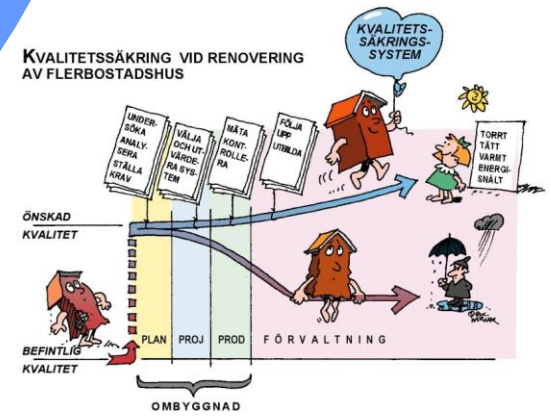 KVALITETSSÄKRING VID RENOVERING
AV FLERBOSTADSHUS
KVALITETS-
SÄKRINGS-
SYSTEM
UNDER-
SÖKA
ANALY-
SERA
STÄLLA
KRAV
VÄLJA
OCH UT-
VÄRDE-
RA SYS-
TEM
MÄTA
KONT-
ROLLE-
RA
FÖLJA
UPP
UTBILDA
TORRT
TÄTT
VARMT
ENERGI-
SNÅLT
ÖNSKAD
KVALITET
BEFINTLIG
KVALITET
PLAN PROJ PROD FÖRVALTNING
OMBYGGNAD